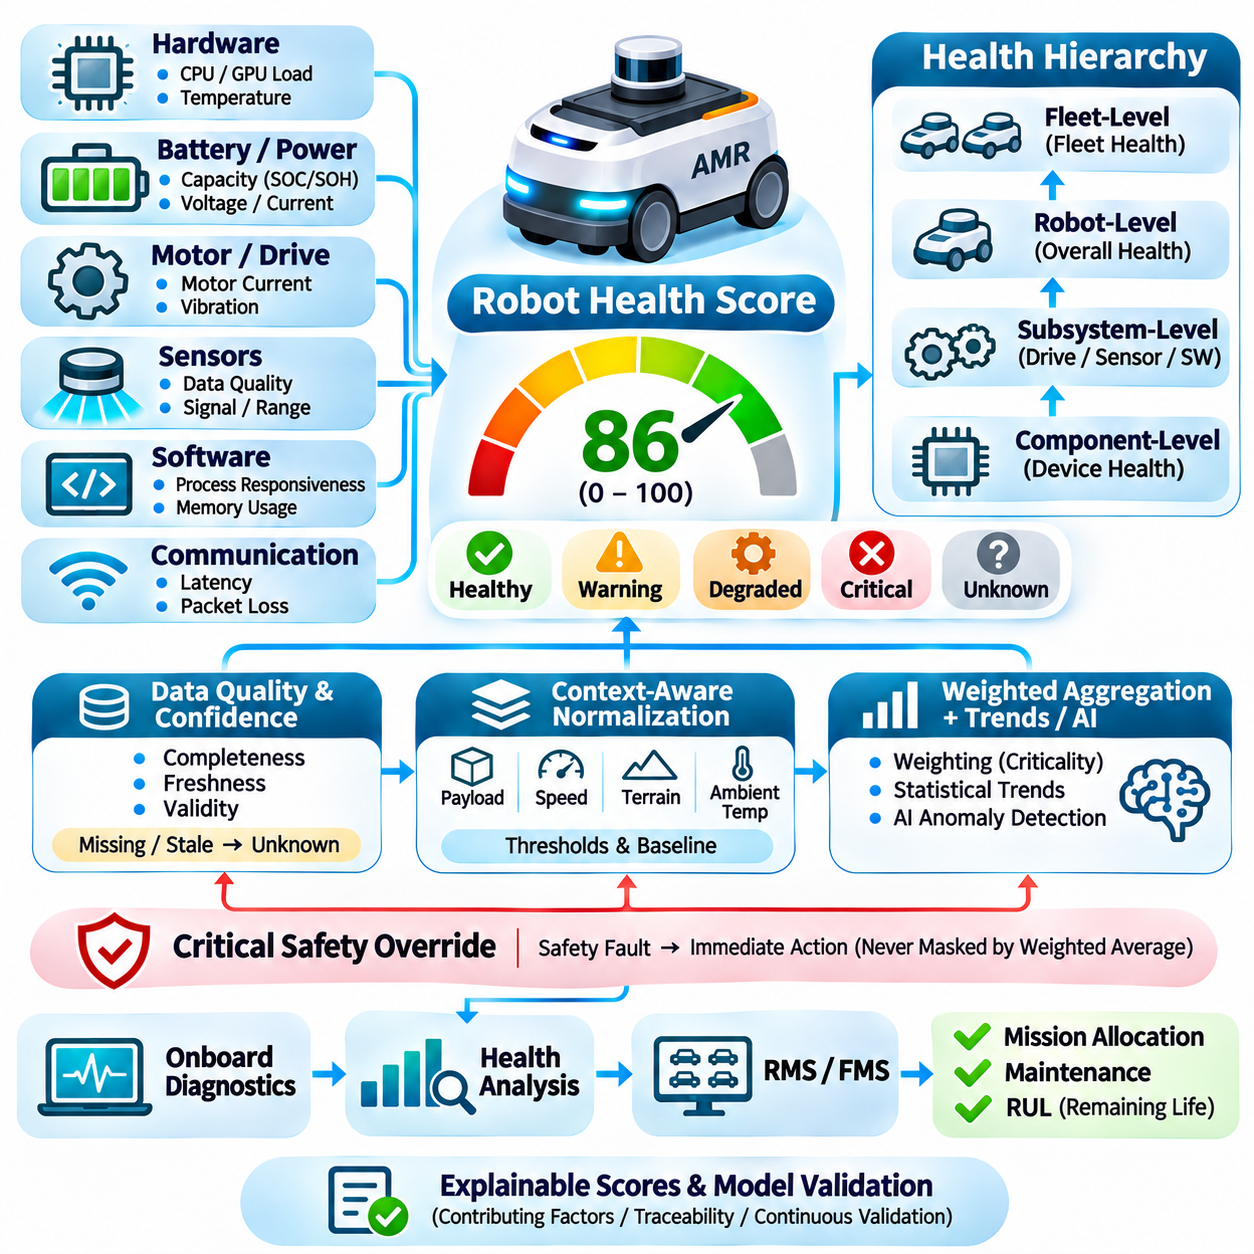 Hardware
CPU / GPU Load
Temperature
Battery / Power
Capacity (SOC/SOH)
Voltage / Current
Motor / Drive
Motor Current
Vibration
Sensors
Data Quality
Signal / Range
Software
Process Responsiveness
Memory Usage
Communication
Latency
Packet Loss
AMR
Robot Health Score
86
(0 – 100)
Healthy
Warning
Degraded
Critical
Unknown
Health Hierarchy
Fleet-Level
(Fleet Health)
Robot-Level
(Overall Health)
Subsystem-Level
(Drive / Sensor / SW)
Component-Level
(Device Health)
Data Quality &
Confidence
Completeness
Freshness
Validity
Missing / Stale → Unknown
Context-Aware
Normalization
Payload
Speed
Terrain
Ambient
Temp
Thresholds & Baseline
Weighted Aggregation
+ Trends / AI
Weighting (Criticality)
Statistical Trends
AI Anomaly Detection
Critical Safety Override
Safety Fault → Immediate Action (Never Masked by Weighted Average)
Onboard
Diagnostics
Health
Analysis
RMS / FMS
Mission Allocation
Maintenance
RUL (Remaining Life)
Explainable Scores & Model Validation
(Contributing Factors / Traceability / Continuous Validation)